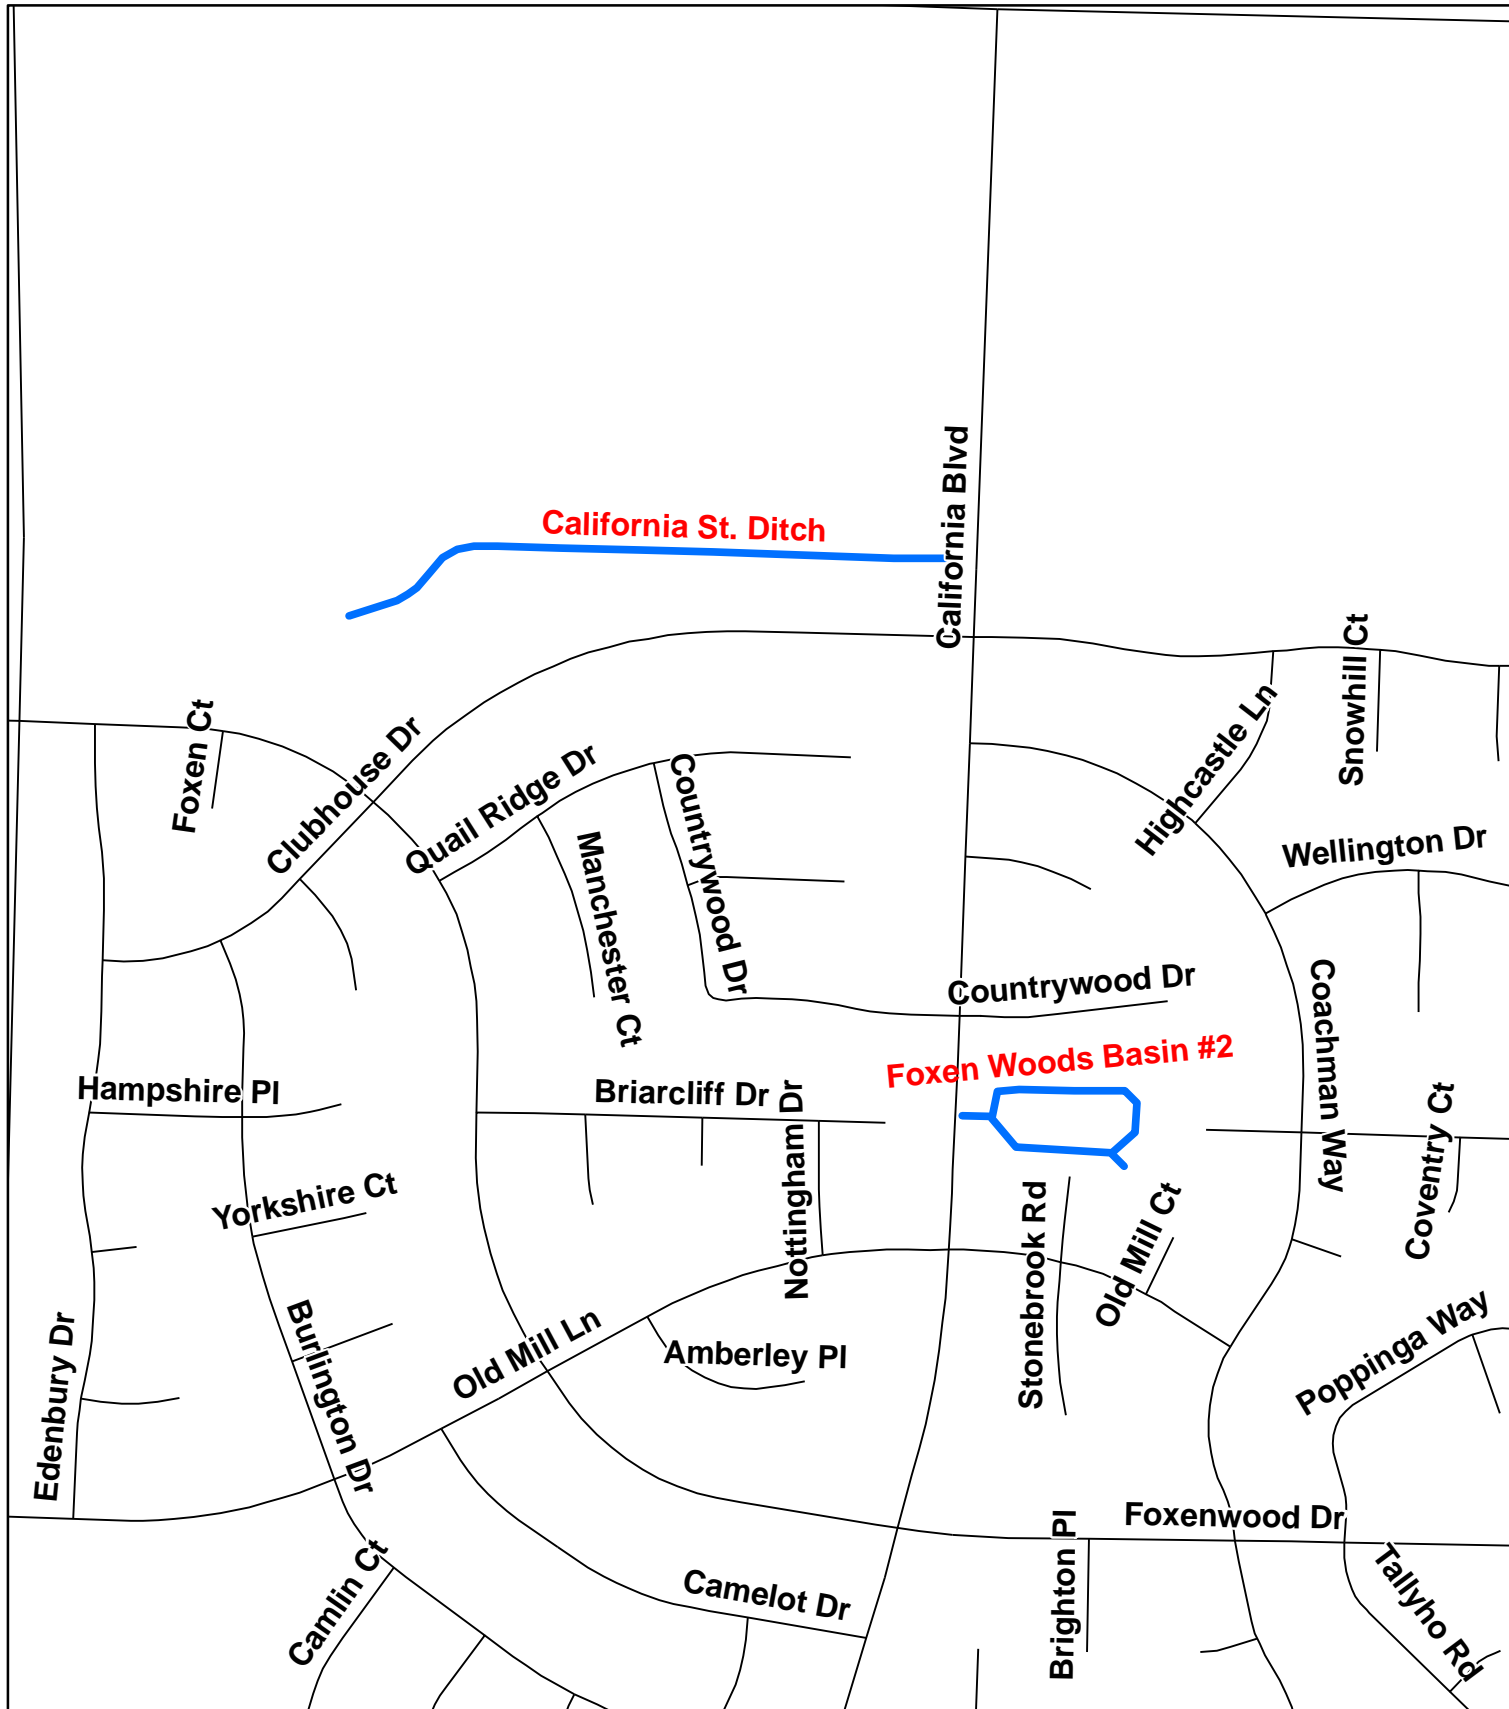 California Blvd
California St. Ditch
Snowhill Ct
Foxen Ct
Clubhouse Dr
Highcastle Ln
Quail Ridge Dr
Countrywood Dr
Wellington Dr
Manchester Ct
Countrywood Dr
Coachman Way
Foxen Woods Basin #2
Hampshire Pl
Briarcliff Dr
Nottingham Dr
Coventry Ct
Yorkshire Ct
Stonebrook Rd
Old Mill Ct
Poppinga Way
Burlington Dr
Edenbury Dr
Old Mill Ln
Amberley Pl
Foxenwood Dr
Brighton Pl
Camlin Ct
Camelot Dr
Tallyho Rd